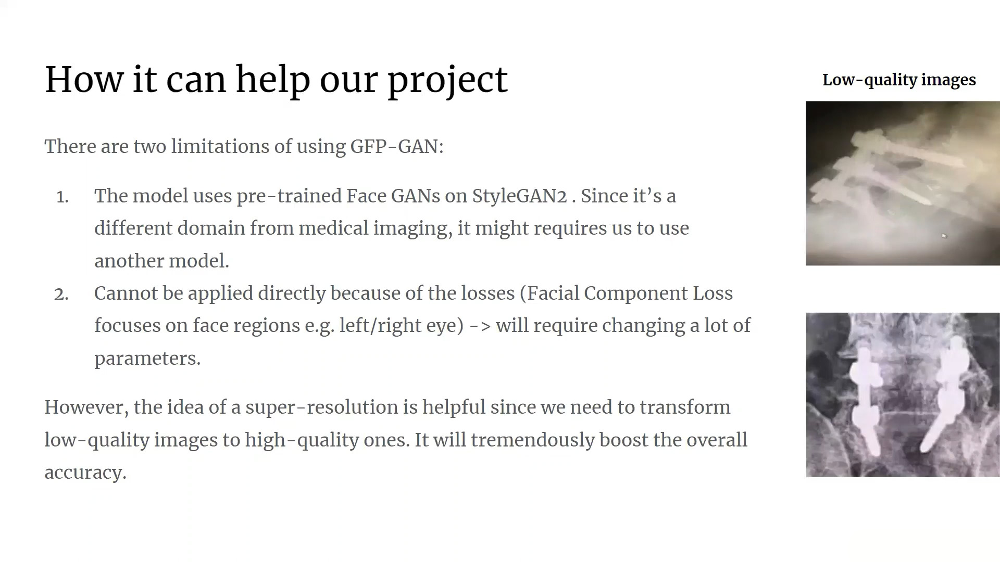 How it can help our project
Low-quality images
There are two limitations of using GFP-GAN:
1. The model uses pre-trained Face GANs on StyleGAN2 . Since it’s a
different domain from medical imaging, it might requires us to use
another model.
2. Cannot be applied directly because of the losses (Facial Component Loss
focuses on face regions e.g. left/right eye) -> will require changing a lot of
parameters.
However, the idea of a super-resolution is helpful since we need to transform
low-quality images to high-quality ones. It will tremendously boost the overall
accuracy.